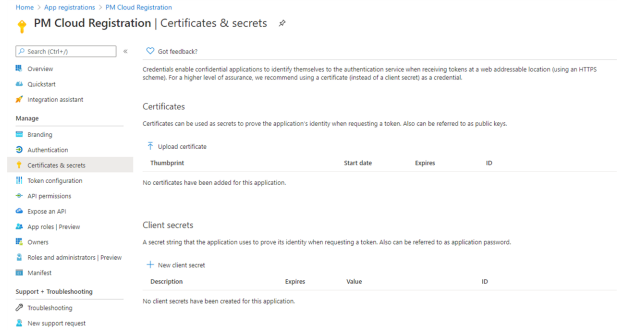 Home > App registrations > PM Cloud Registration
PM Cloud Registration | Certificates & secrets
Search (Ctrl+/)
«
Got feedback?
Overview
Quickstart
Integration assistant
Manage
Branding
Authentication
Certificates & secrets
Token configuration
API permissions
Expose an API
App roles | Preview
Owners
Roles and administrators | Preview
Manifest
Support + Troubleshooting
Troubleshooting
New support request
Credentials enable confidential applications to identify themselves to the authentication service when receiving tokens at a web addressable location (using an HTTPS
scheme). For a higher level of assurance, we recommend using a certificate (instead of a client secret) as a credential.
Certificates
Certificates can be used as secrets to prove the application's identity when requesting a token. Also can be referred to as public keys.
Upload certificate
Thumbprint Start date Expires ID
No certificates have been added for this application.
Client secrets
A secret string that the application uses to prove its identity when requesting a token. Also can be referred to as application password.
New client secret
Description Expires Value ID
No client secrets have been created for this application.